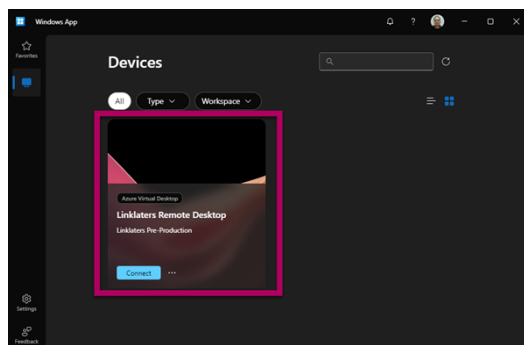 Windows App
?
Favorites
Devices
All
Type
Workspace
Azure Virtual Desktop
Linklaters Remote Desktop
Linklaters Pre-Production
Connect
Settings
Feedback